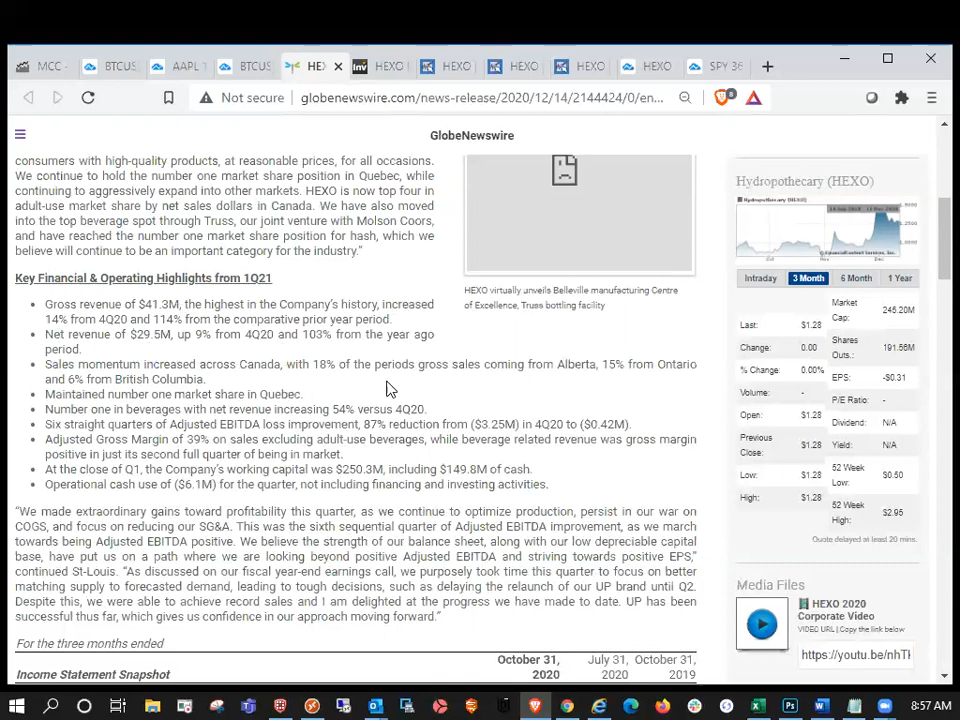 MCC -
BTCUS
AAPL 1
BTCUS
HEX
HEXO
HEXO
HEXO
HEXO
HEXO
SPY 36
Not secure
globenewswire.com/news-release/2020/12/14/2144424/0/en...
8
GlobeNewswire
consumers with high-quality products, at reasonable prices, for all occasions.
We continue to hold the number one market share position in Quebec, while
continuing to aggressively expand into other markets. HEXO is now top four in
adult-use market share by net sales dollars in Canada. We have also moved
into the top beverage spot through Truss, our joint venture with Molson Coors,
and have reached the number one market share position for hash, which we
believe will continue to be an important category for the industry."
HEXO virtually unveils Belleville manufacturing Centre
of Excellence, Truss bottling facility
Key Financial & Operating Highlights from 1Q21
• Gross revenue of $41.3M, the highest in the Company's history, increased
14% from 4Q20 and 114% from the comparative prior year period.
• Net revenue of $29.5M, up 9% from 4Q20 and 103% from the year ago
period.
• Sales momentum increased across Canada, with 18% of the periods gross sales coming from Alberta, 15% from Ontario
and 6% from British Columbia.
• Maintained number one market share in Quebec.
• Number one in beverages with net revenue increasing 54% versus 4Q20.
• Six straight quarters of Adjusted EBITDA loss improvement, 87% reduction from ($3.25M) in 4Q20 to ($0.42M).
• Adjusted Gross Margin of 39% on sales excluding adult-use beverages, while beverage related revenue was gross margin
positive in just its second full quarter of being in market.
• At the close of Q1, the Company's working capital was $250.3M, including $149.8M of cash.
• Operational cash use of ($6.1M) for the quarter, not including financing and investing activities.
"We made extraordinary gains toward profitability this quarter, as we continue to optimize production, persist in our war on
COGS, and focus on reducing our SG&A. This was the sixth sequential quarter of Adjusted EBITDA improvement, as we march
towards being Adjusted EBITDA positive. We believe the strength of our balance sheet, along with our low depreciable capital
base, have put us on a path where we are looking beyond positive Adjusted EBITDA and striving towards positive EPS,"
continued St-Louis. "As discussed on our fiscal year-end earnings call, we purposely took time this quarter to focus on better
matching supply to forecasted demand, leading to tough decisions, such as delaying the relaunch of our UP brand until Q2.
Despite this, we were able to achieve record sales and I am delighted at the progress we have made to date. UP has been
successful thus far, which gives us confidence in our approach moving forward."
For the three months ended
October 31, July 31, October 31,
Income Statement Snapshot 2020 2020 2019
Hydropothecary (HEXO)
Intraday 3 Month 6 Month 1 Year
Last: $1.28
Change: 0.00
% Change: 0.00%
Volume: -
Open: $1.28
Previous
Close: $1.28
Low: $1.28
High: $1.28
Market
Cap: 245.20M
Shares
Outs.: 191.56M
EPS: -$0.31
P/E Ratio: -
Dividend: N/A
Yield: N/A
52 Week
Low: $0.50
52 Week
High: $2.95
Quote delayed at least 20 mins.
Media Files
HEXO 2020
Corporate Video
VIDEO URL | Copy the link below
https://youtu.be/nhTl
8:57 AM